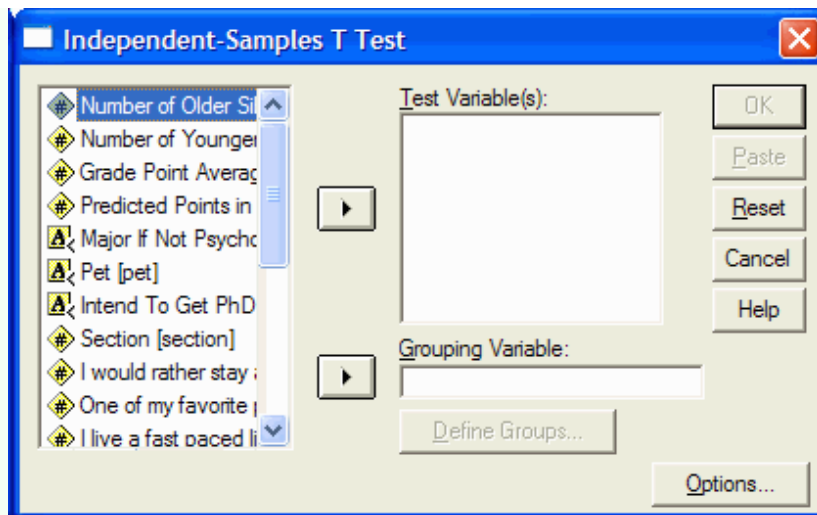 Independent-Samples T Test
Number of Older Sil
Number of Younger
Grade Point Averag
Predicted Points in
Major If Not Psycho
Pet [pet]
Intend To Get PhD
Section [section]
I would rather stay a
One of my favorite p
I live a fast paced li
Test Variable(s):
Grouping Variable:
Define Groups...
OK
Paste
Reset
Cancel
Help
Options...